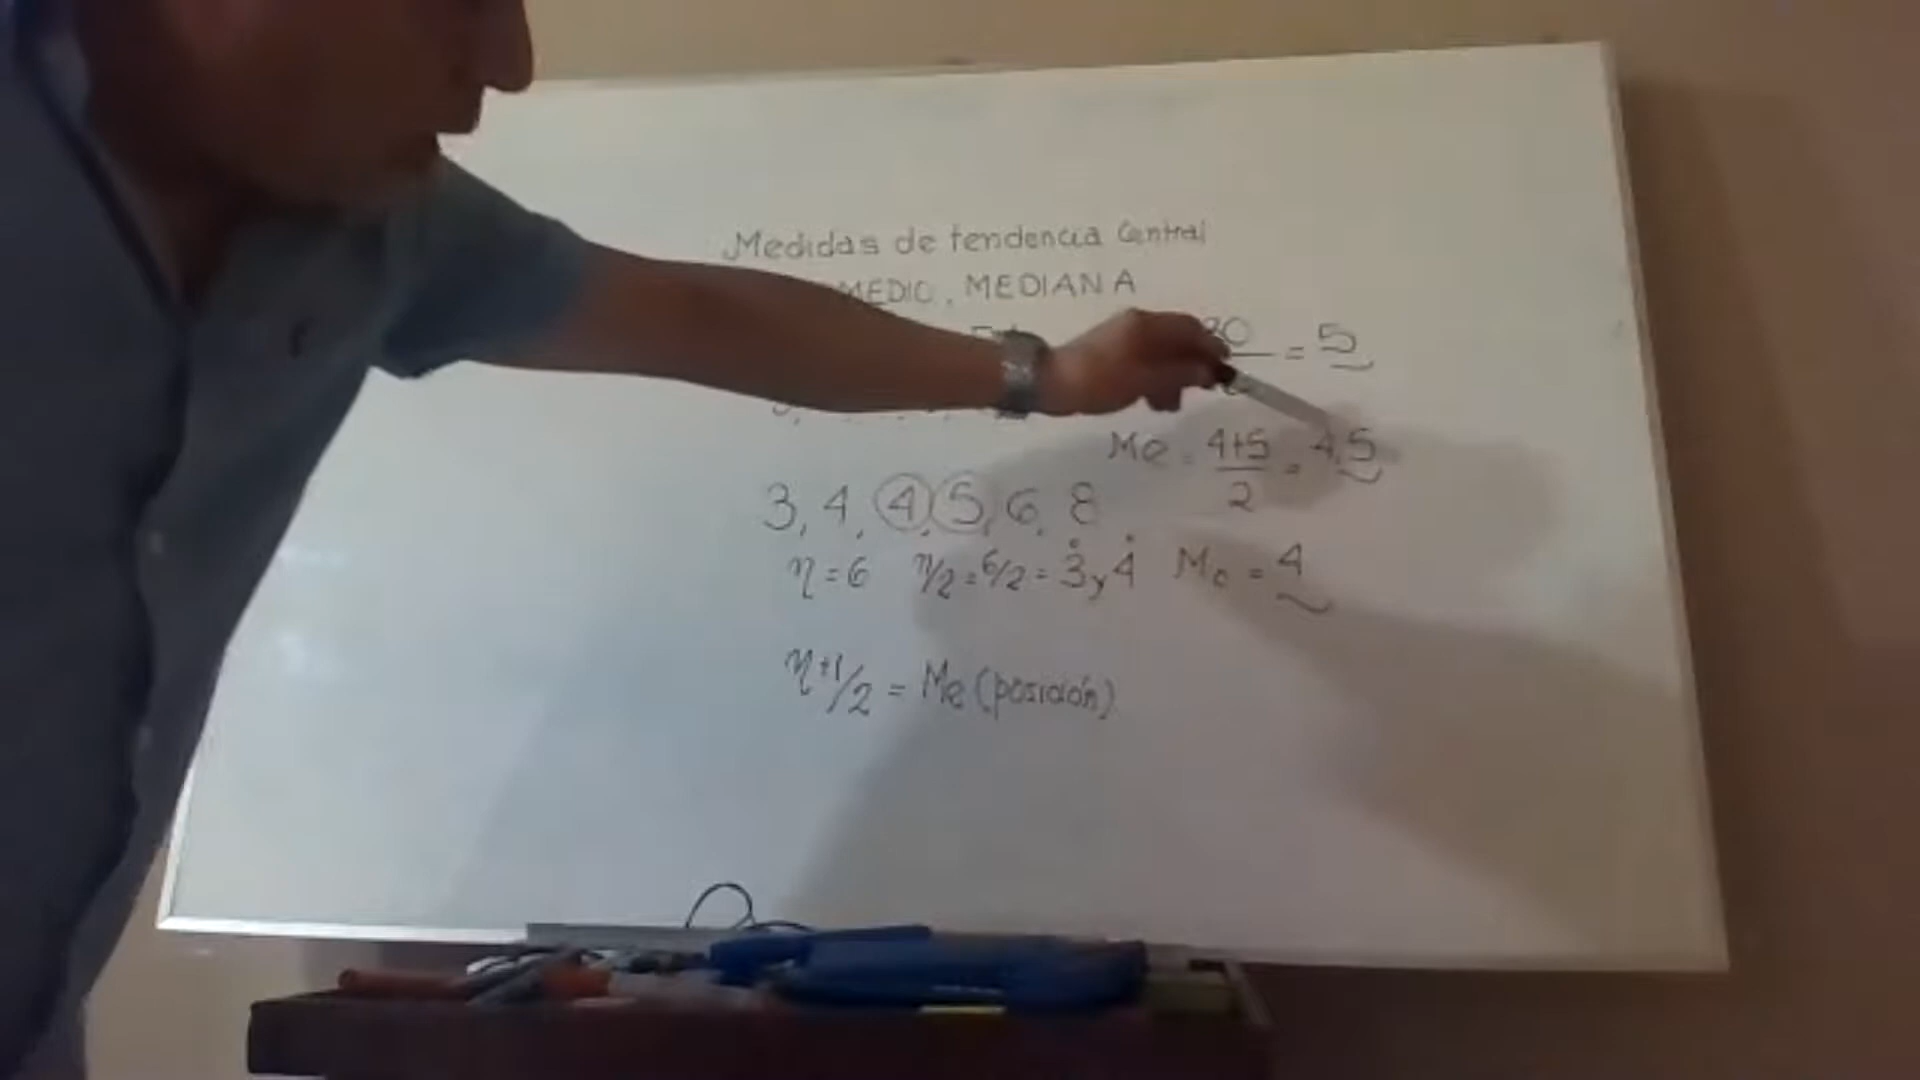 Medidas de tendencia Central
MEDIO, MEDIANA
30 = 5
Me = 4+5/2 = 4,5
3, 4, 4, 5, 6, 8
n=6 n/2=6/2=3 y 4 Mo = 4
n+1/2 = Me (posición)